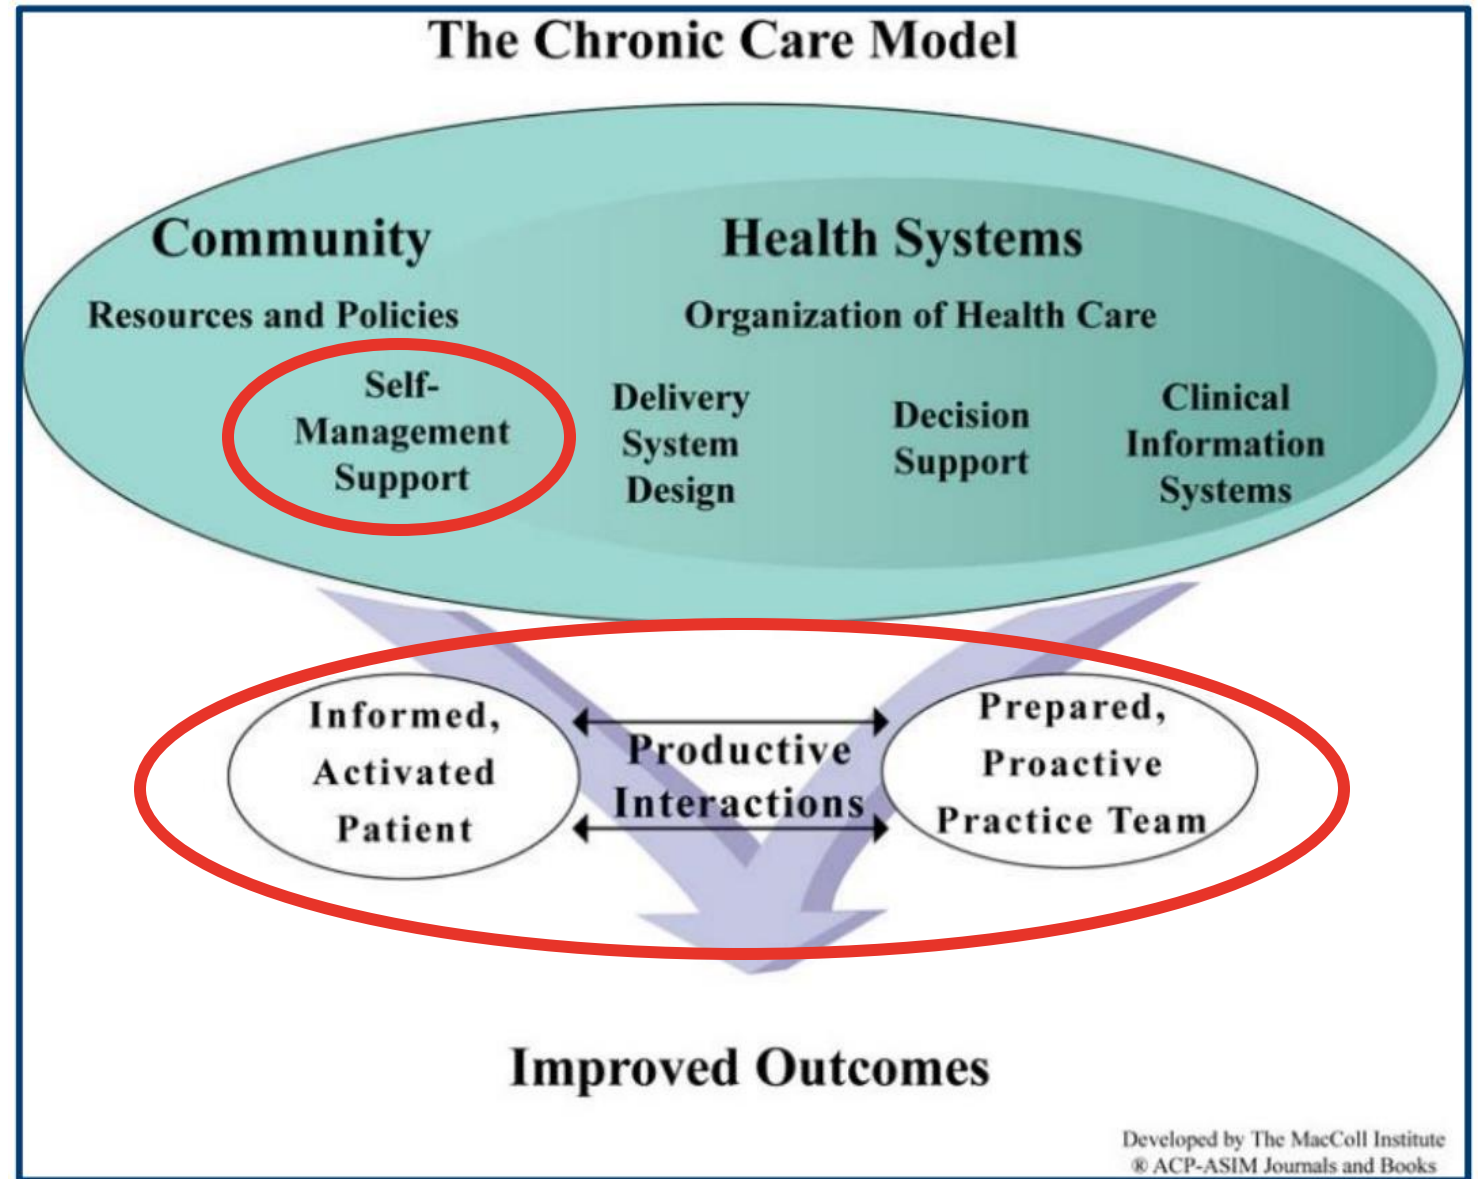 The Chronic Care Model
Community
Resources and Policies
Health Systems
Organization of Health Care
Self-
Management
Support
Delivery
System
Design
Decision
Support
Clinical
Information
Systems
Informed,
Activated
Patient
Productive
Interactions
Prepared,
Proactive
Practice Team
Improved Outcomes
Developed by The MacColl Institute
® ACP-ASIM Journals and Books